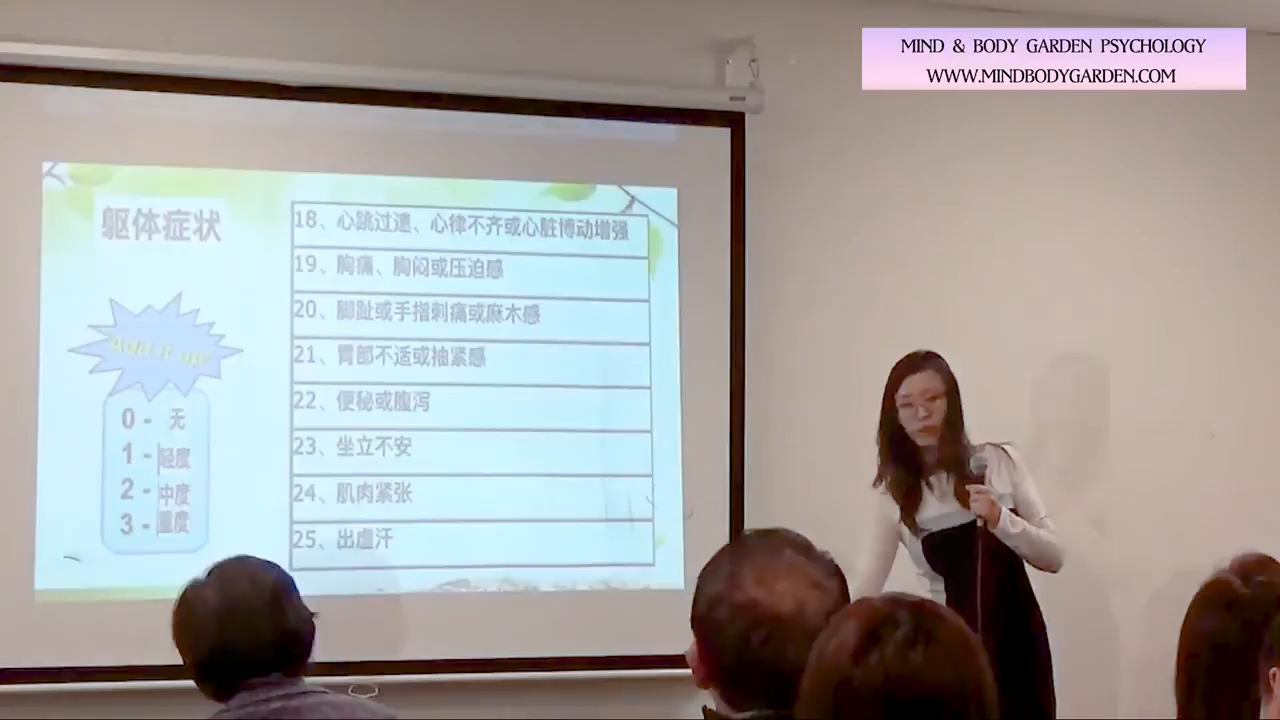 MIND & BODY GARDEN PSYCHOLOGY
WWW.MINDBODYGARDEN.COM
躯体症状
Add it up!
0 - 无
1 - 轻度
2 - 中度
3 - 重度
18、心跳过速、心律不齐或心脏博动增强
19、胸痛、胸闷或压迫感
20、脚趾或手指刺痛或麻木感
21、胃部不适或抽紧感
22、便秘或腹泻
23、坐立不安
24、肌肉紧张
25、出虚汗